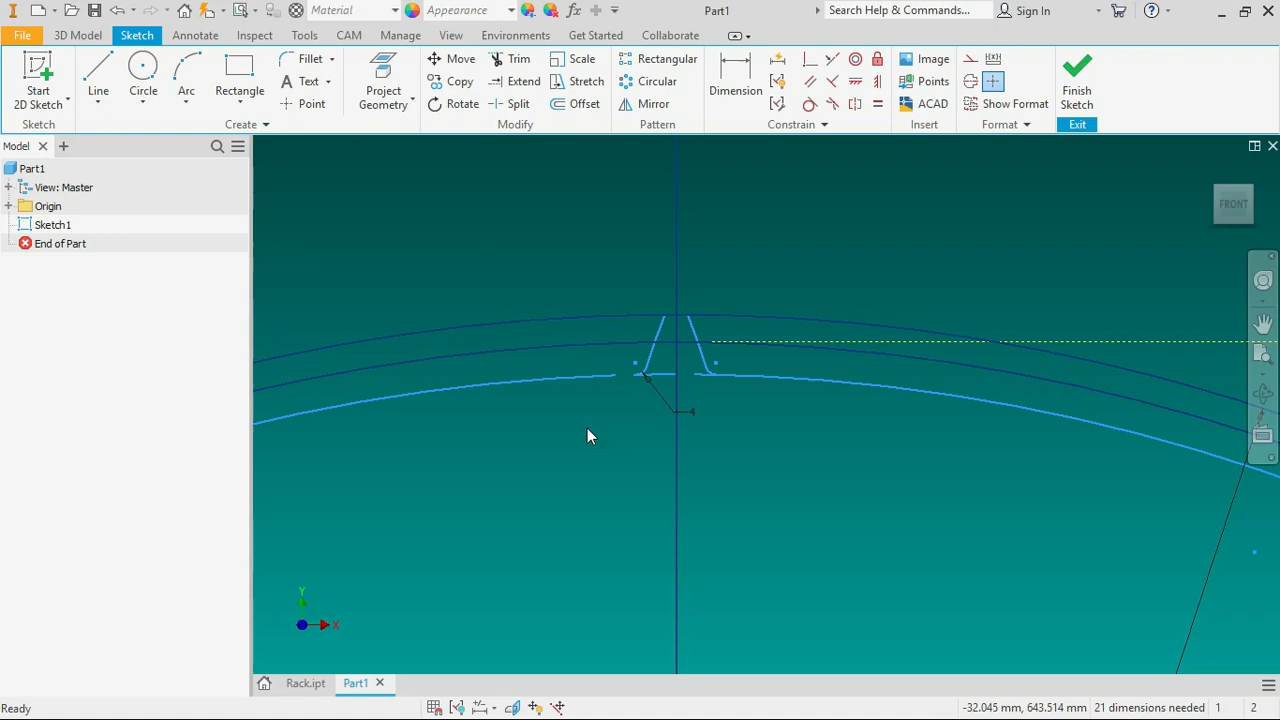 Material Appearance fx Part1 Search Help & Commands... Sign In
File 3D Model Sketch Annotate Inspect Tools CAM Manage View Environments Get Started Collaborate
Start 2D Sketch Line Circle Arc Rectangle Fillet Text Point Project Geometry Move Copy Rotate Trim Extend Split Scale Stretch Offset Rectangular Circular Mirror Dimension Image Points ACAD Show Format Finish Sketch
Sketch Create Modify Pattern Constrain Insert Format Exit
Model
Part1
View: Master
Origin
Sketch1
End of Part
FRONT
4
Y
X
Rack.ipt Part1
Ready -32.045 mm, 643.514 mm 21 dimensions needed 1 2